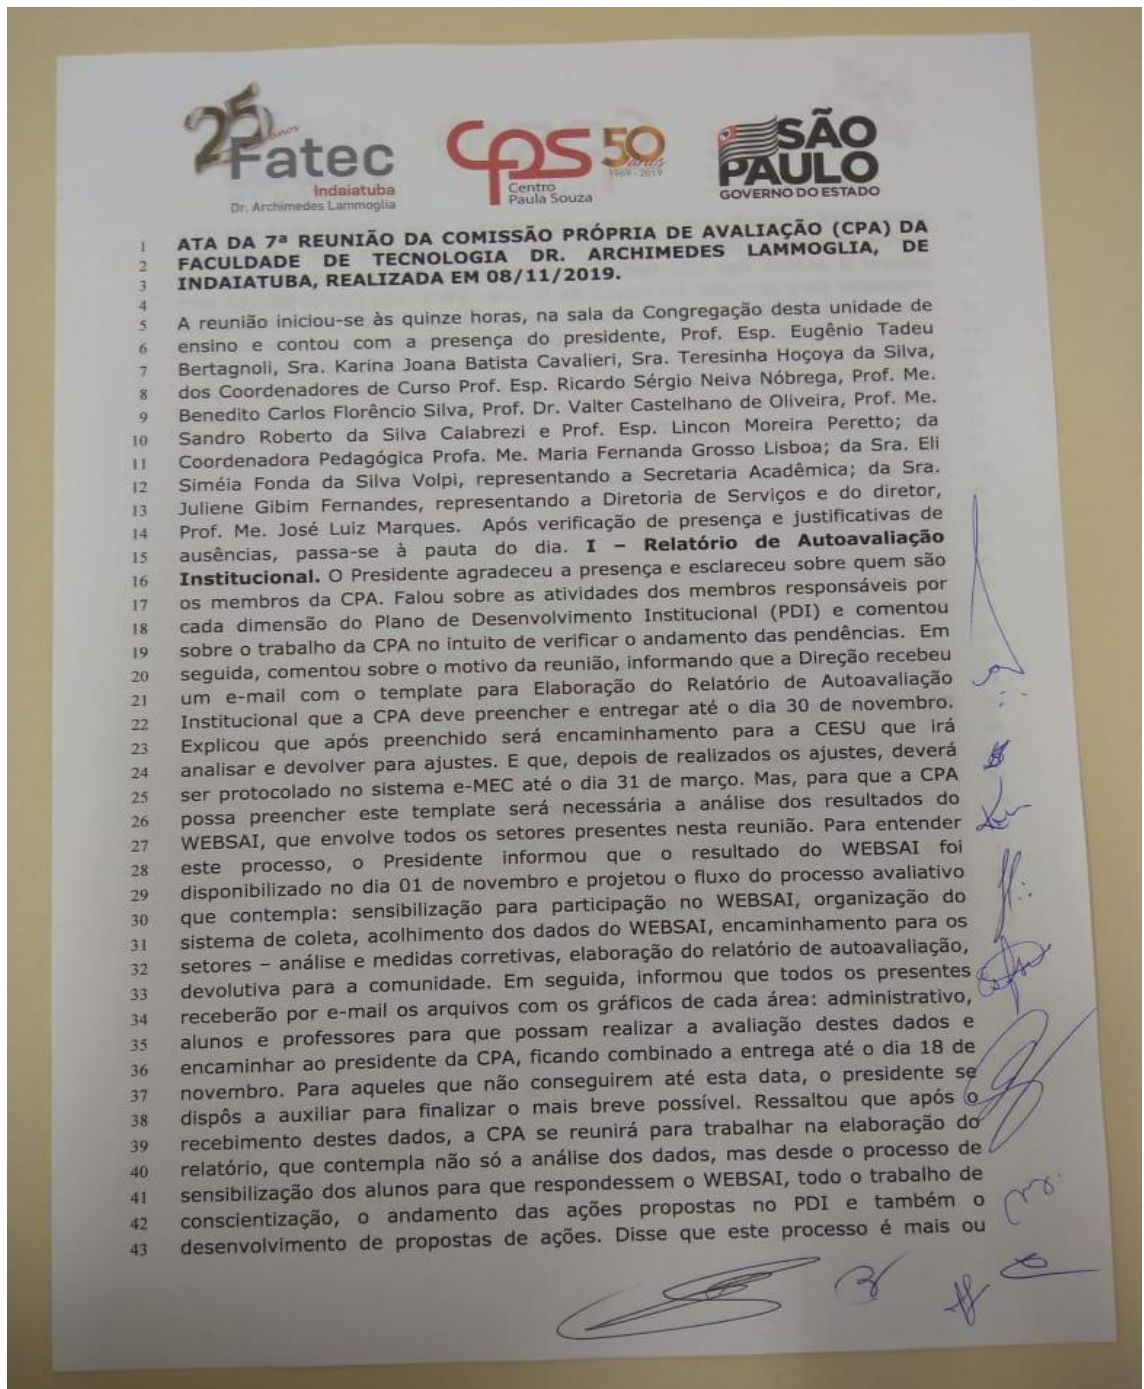 25 anos
Fatec
Indaiatuba
Dr. Archimedes Lammoglia
CPS 50 anos
1969 - 2019
Centro
Paula Souza
SÃO
PAULO
GOVERNO DO ESTADO
1 ATA DA 7ª REUNIÃO DA COMISSÃO PRÓPRIA DE AVALIAÇÃO (CPA) DA
2 FACULDADE DE TECNOLOGIA DR. ARCHIMEDES LAMMOGLIA, DE
3 INDAIATUBA, REALIZADA EM 08/11/2019.
4
5 A reunião iniciou-se às quinze horas, na sala da Congregação desta unidade de
6 ensino e contou com a presença do presidente, Prof. Esp. Eugênio Tadeu
7 Bertagnoli, Sra. Karina Joana Batista Cavalieri, Sra. Teresinha Hoçoya da Silva,
8 dos Coordenadores de Curso Prof. Esp. Ricardo Sérgio Neiva Nóbrega, Prof. Me.
9 Benedito Carlos Florêncio Silva, Prof. Dr. Valter Castelhano de Oliveira, Prof. Me.
10 Sandro Roberto da Silva Calabrezi e Prof. Esp. Lincon Moreira Peretto; da
11 Coordenadora Pedagógica Profa. Me. Maria Fernanda Grosso Lisboa; da Sra. Eli
12 Siméia Fonda da Silva Volpi, representando a Secretaria Acadêmica; da Sra.
13 Juliene Gibim Fernandes, representando a Diretoria de Serviços e do diretor,
14 Prof. Me. José Luiz Marques. Após verificação de presença e justificativas de
15 ausências, passa-se à pauta do dia. I – Relatório de Autoavaliação
16 Institucional. O Presidente agradeceu a presença e esclareceu sobre quem são
17 os membros da CPA. Falou sobre as atividades dos membros responsáveis por
18 cada dimensão do Plano de Desenvolvimento Institucional (PDI) e comentou
19 sobre o trabalho da CPA no intuito de verificar o andamento das pendências. Em
20 seguida, comentou sobre o motivo da reunião, informando que a Direção recebeu
21 um e-mail com o template para Elaboração do Relatório de Autoavaliação
22 Institucional que a CPA deve preencher e entregar até o dia 30 de novembro.
23 Explicou que após preenchido será encaminhamento para a CESU que irá
24 analisar e devolver para ajustes. E que, depois de realizados os ajustes, deverá
25 ser protocolado no sistema e-MEC até o dia 31 de março. Mas, para que a CPA
26 possa preencher este template será necessária a análise dos resultados do
27 WEBSAI, que envolve todos os setores presentes nesta reunião. Para entender
28 este processo, o Presidente informou que o resultado do WEBSAI foi
29 disponibilizado no dia 01 de novembro e projetou o fluxo do processo avaliativo
30 que contempla: sensibilização para participação no WEBSAI, organização do
31 sistema de coleta, acolhimento dos dados do WEBSAI, encaminhamento para os
32 setores – análise e medidas corretivas, elaboração do relatório de autoavaliação,
33 devolutiva para a comunidade. Em seguida, informou que todos os presentes
34 receberão por e-mail os arquivos com os gráficos de cada área: administrativo,
35 alunos e professores para que possam realizar a avaliação destes dados e
36 encaminhar ao presidente da CPA, ficando combinado a entrega até o dia 18 de
37 novembro. Para aqueles que não conseguirem até esta data, o presidente se
38 dispôs a auxiliar para finalizar o mais breve possível. Ressaltou que após o
39 recebimento destes dados, a CPA se reunirá para trabalhar na elaboração do
40 relatório, que contempla não só a análise dos dados, mas desde o processo de
41 sensibilização dos alunos para que respondessem o WEBSAI, todo o trabalho de
42 conscientização, o andamento das ações propostas no PDI e também o
43 desenvolvimento de propostas de ações. Disse que este processo é mais ou